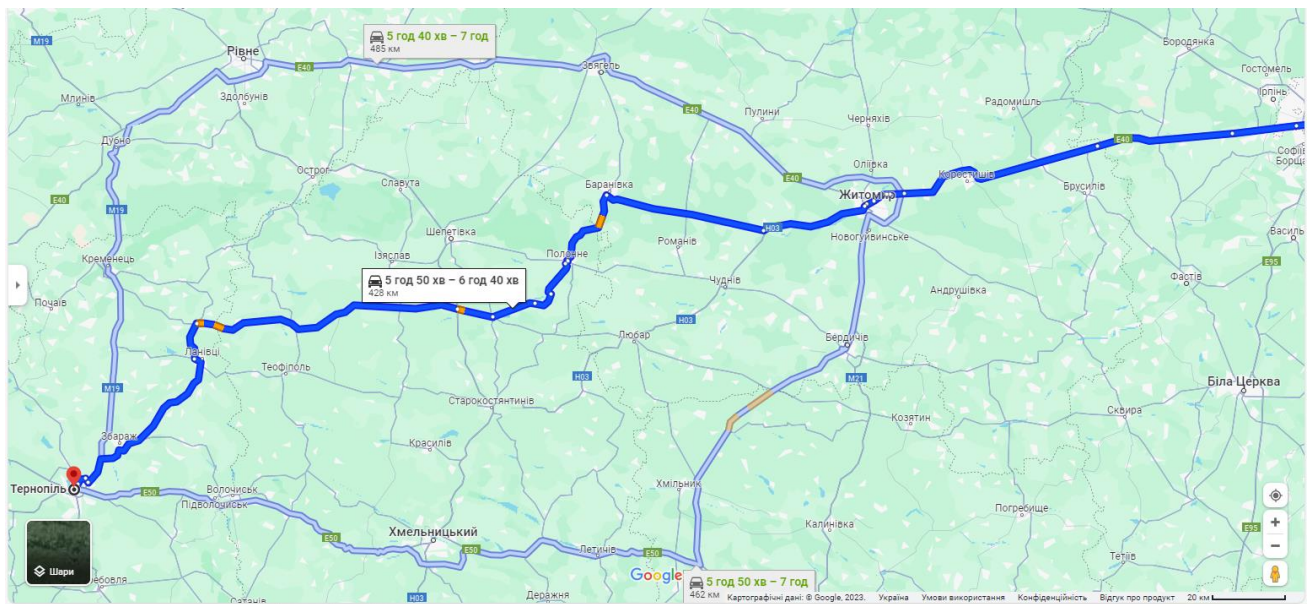 M19
5 год 40 хв – 7 год
485 км
Рівне
E40
Здолбунів
Млинів
Дубно
E40
M19
Кременець
Почаїв
Острог
Славута
Шепетівка
Ізяслав
Звягель
E40
Пулини
Черняхів
Оліївка
E40
Житомир
Коростишів
Радомишль
Бородянка
Гостомель
Ірпінь
E40
Брусилів
Баранівка
Романів
H03
Новогуйвинське
Полонне
5 год 50 хв – 6 год 40 хв
428 км
Чуднів
Андрушівка
Фастів
E95
Ланівці
Теофіполь
Любар
H03
Бердичів
M21
Біла Церква
M19
H03
Старокостянтинів
Козятин
Сквира
Збараж
Красилів
Тернопіль
Волочиськ
E50
Підволочиськ
Хмільник
Погребище
E50
Хмельницький
E50
Летичів
E50
Калинівка
E95
Тетіїв
Шари
H03
Деражня
Google
5 год 50 хв – 7 год
462 км
Картографічні дані: © Google, 2023.
Україна
Умови використання
Конфіденційність
Відгук про продукт
20 км